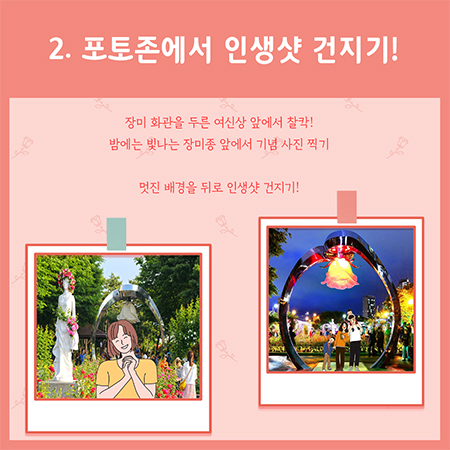 2. 포토존에서 인생샷 건지기!
장미 화관을 두른 여신상 앞에서 찰칵!
밤에는 빛나는 장미종 앞에서 기념 사진 찍기
멋진 배경을 뒤로 인생샷 건지기!